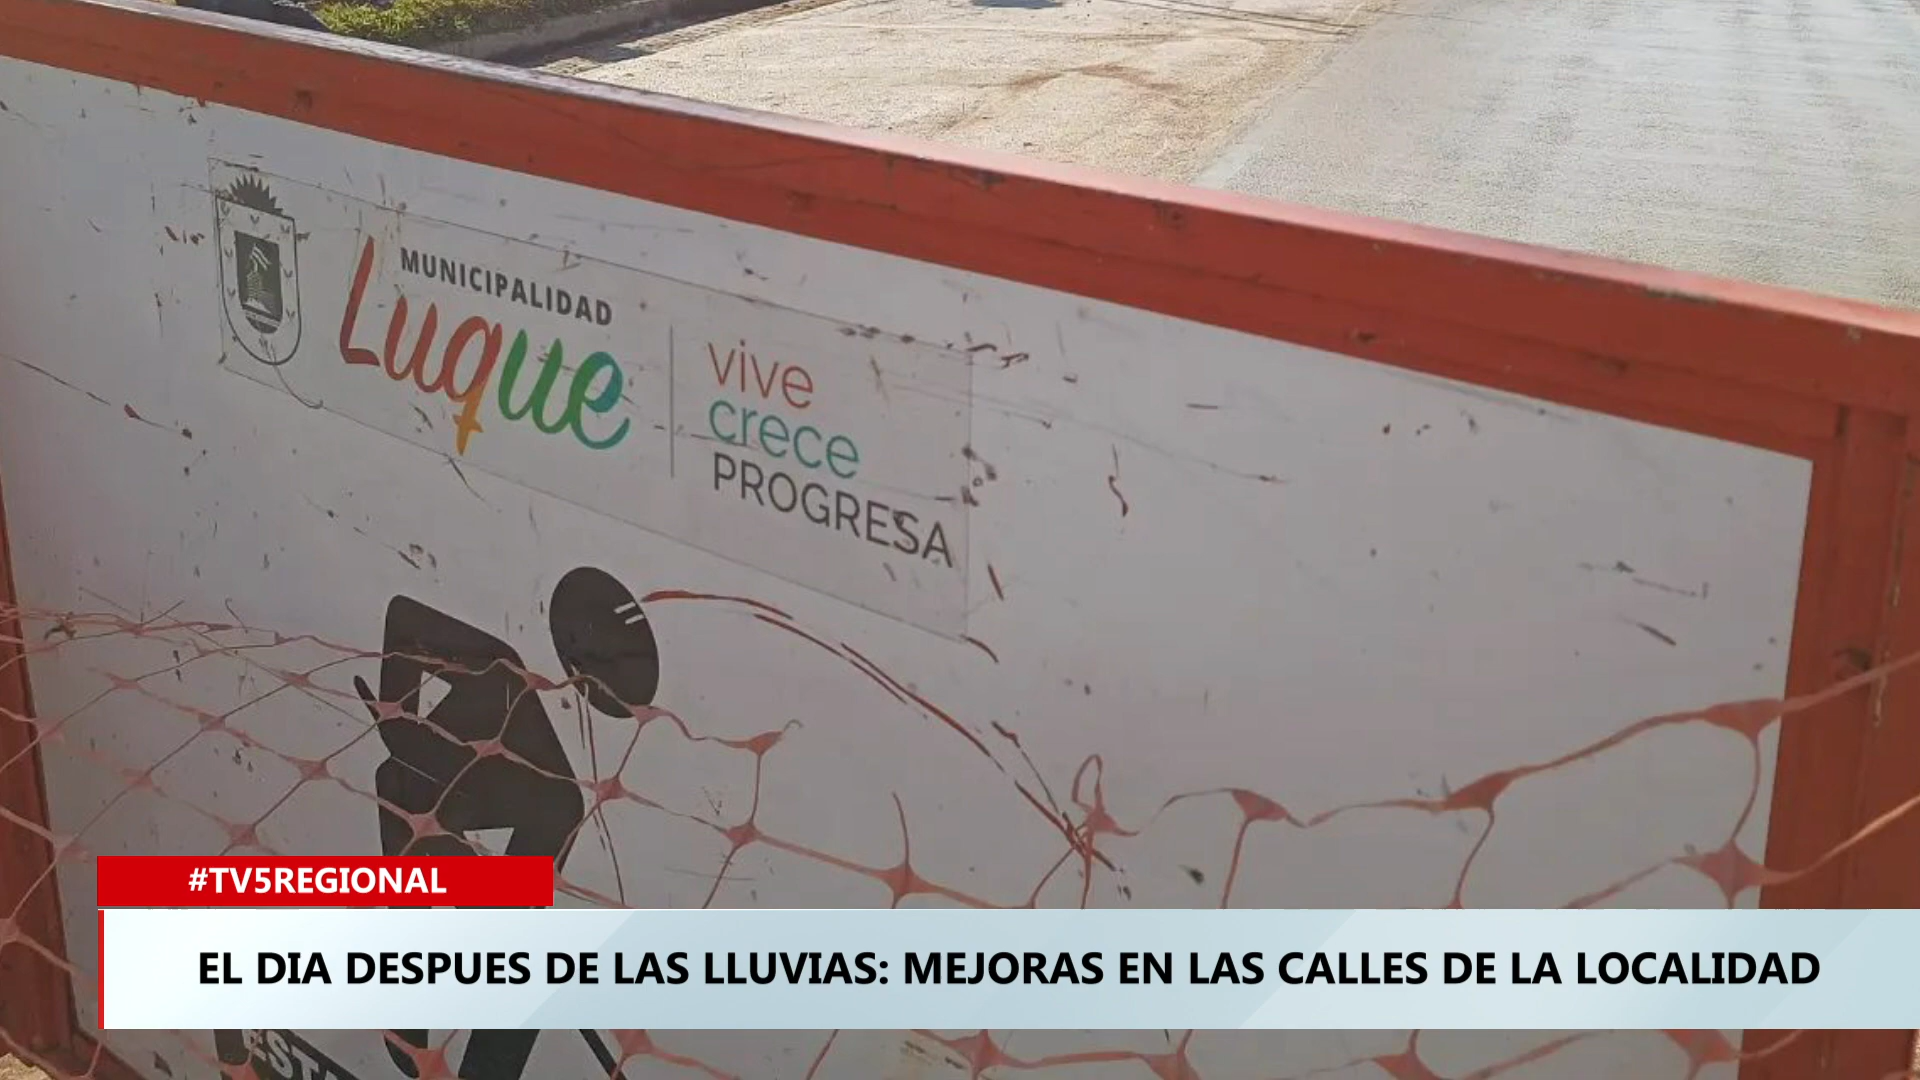 MUNICIPALIDAD
Luque
vive
crece
PROGRESA
#TV5REGIONAL
EL DIA DESPUES DE LAS LLUVIAS: MEJORAS EN LAS CALLES DE LA LOCALIDAD